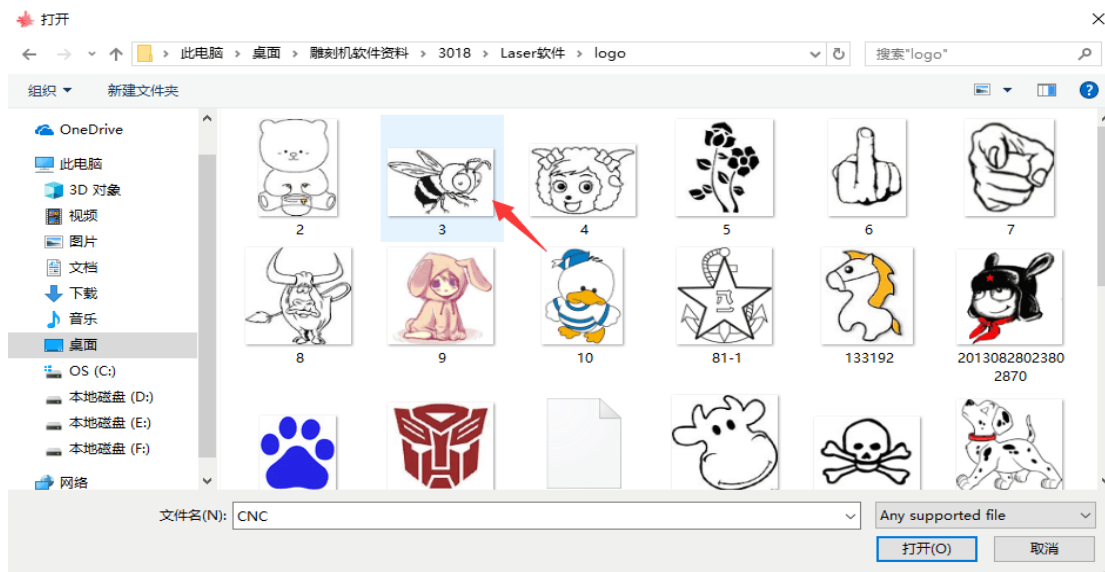 打开
此电脑 > 桌面 > 雕刻机软件资料 > 3018 > Laser软件 > logo
搜索"logo"
组织
新建文件夹
OneDrive
此电脑
3D 对象
视频
图片
文档
下载
音乐
桌面
OS (C:)
本地磁盘 (D:)
本地磁盘 (E:)
本地磁盘 (F:)
网络
2
3
4
5
6
7
8
9
10
81-1
133192
2013082802380
2870
八
一
文件名(N):
CNC
Any supported file
打开(O)
取消